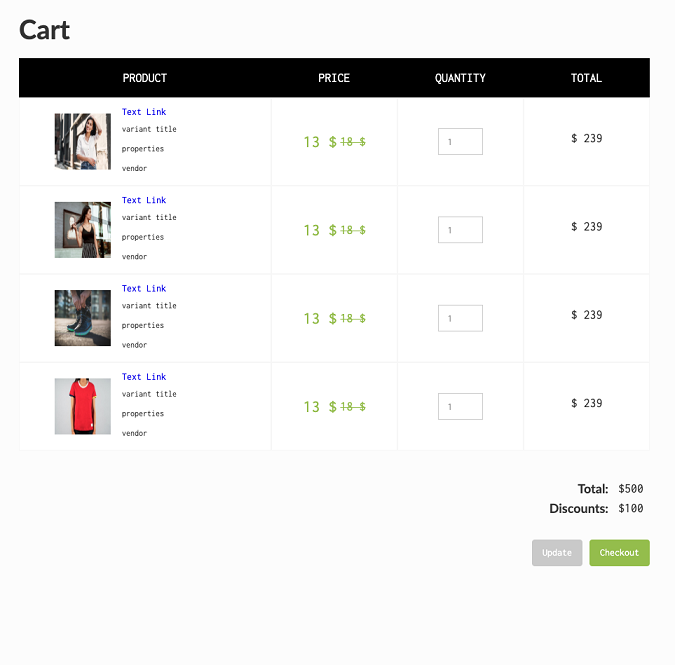 Cart
PRODUCT PRICE QUANTITY TOTAL
Text Link
variant title
properties
vendor
13 $ 18 $
1
$ 239
Text Link
variant title
properties
vendor
13 $ 18 $
1
$ 239
Text Link
variant title
properties
vendor
13 $ 18 $
1
$ 239
Text Link
variant title
properties
vendor
13 $ 18 $
1
$ 239
Total: $500
Discounts: $100
Update Checkout